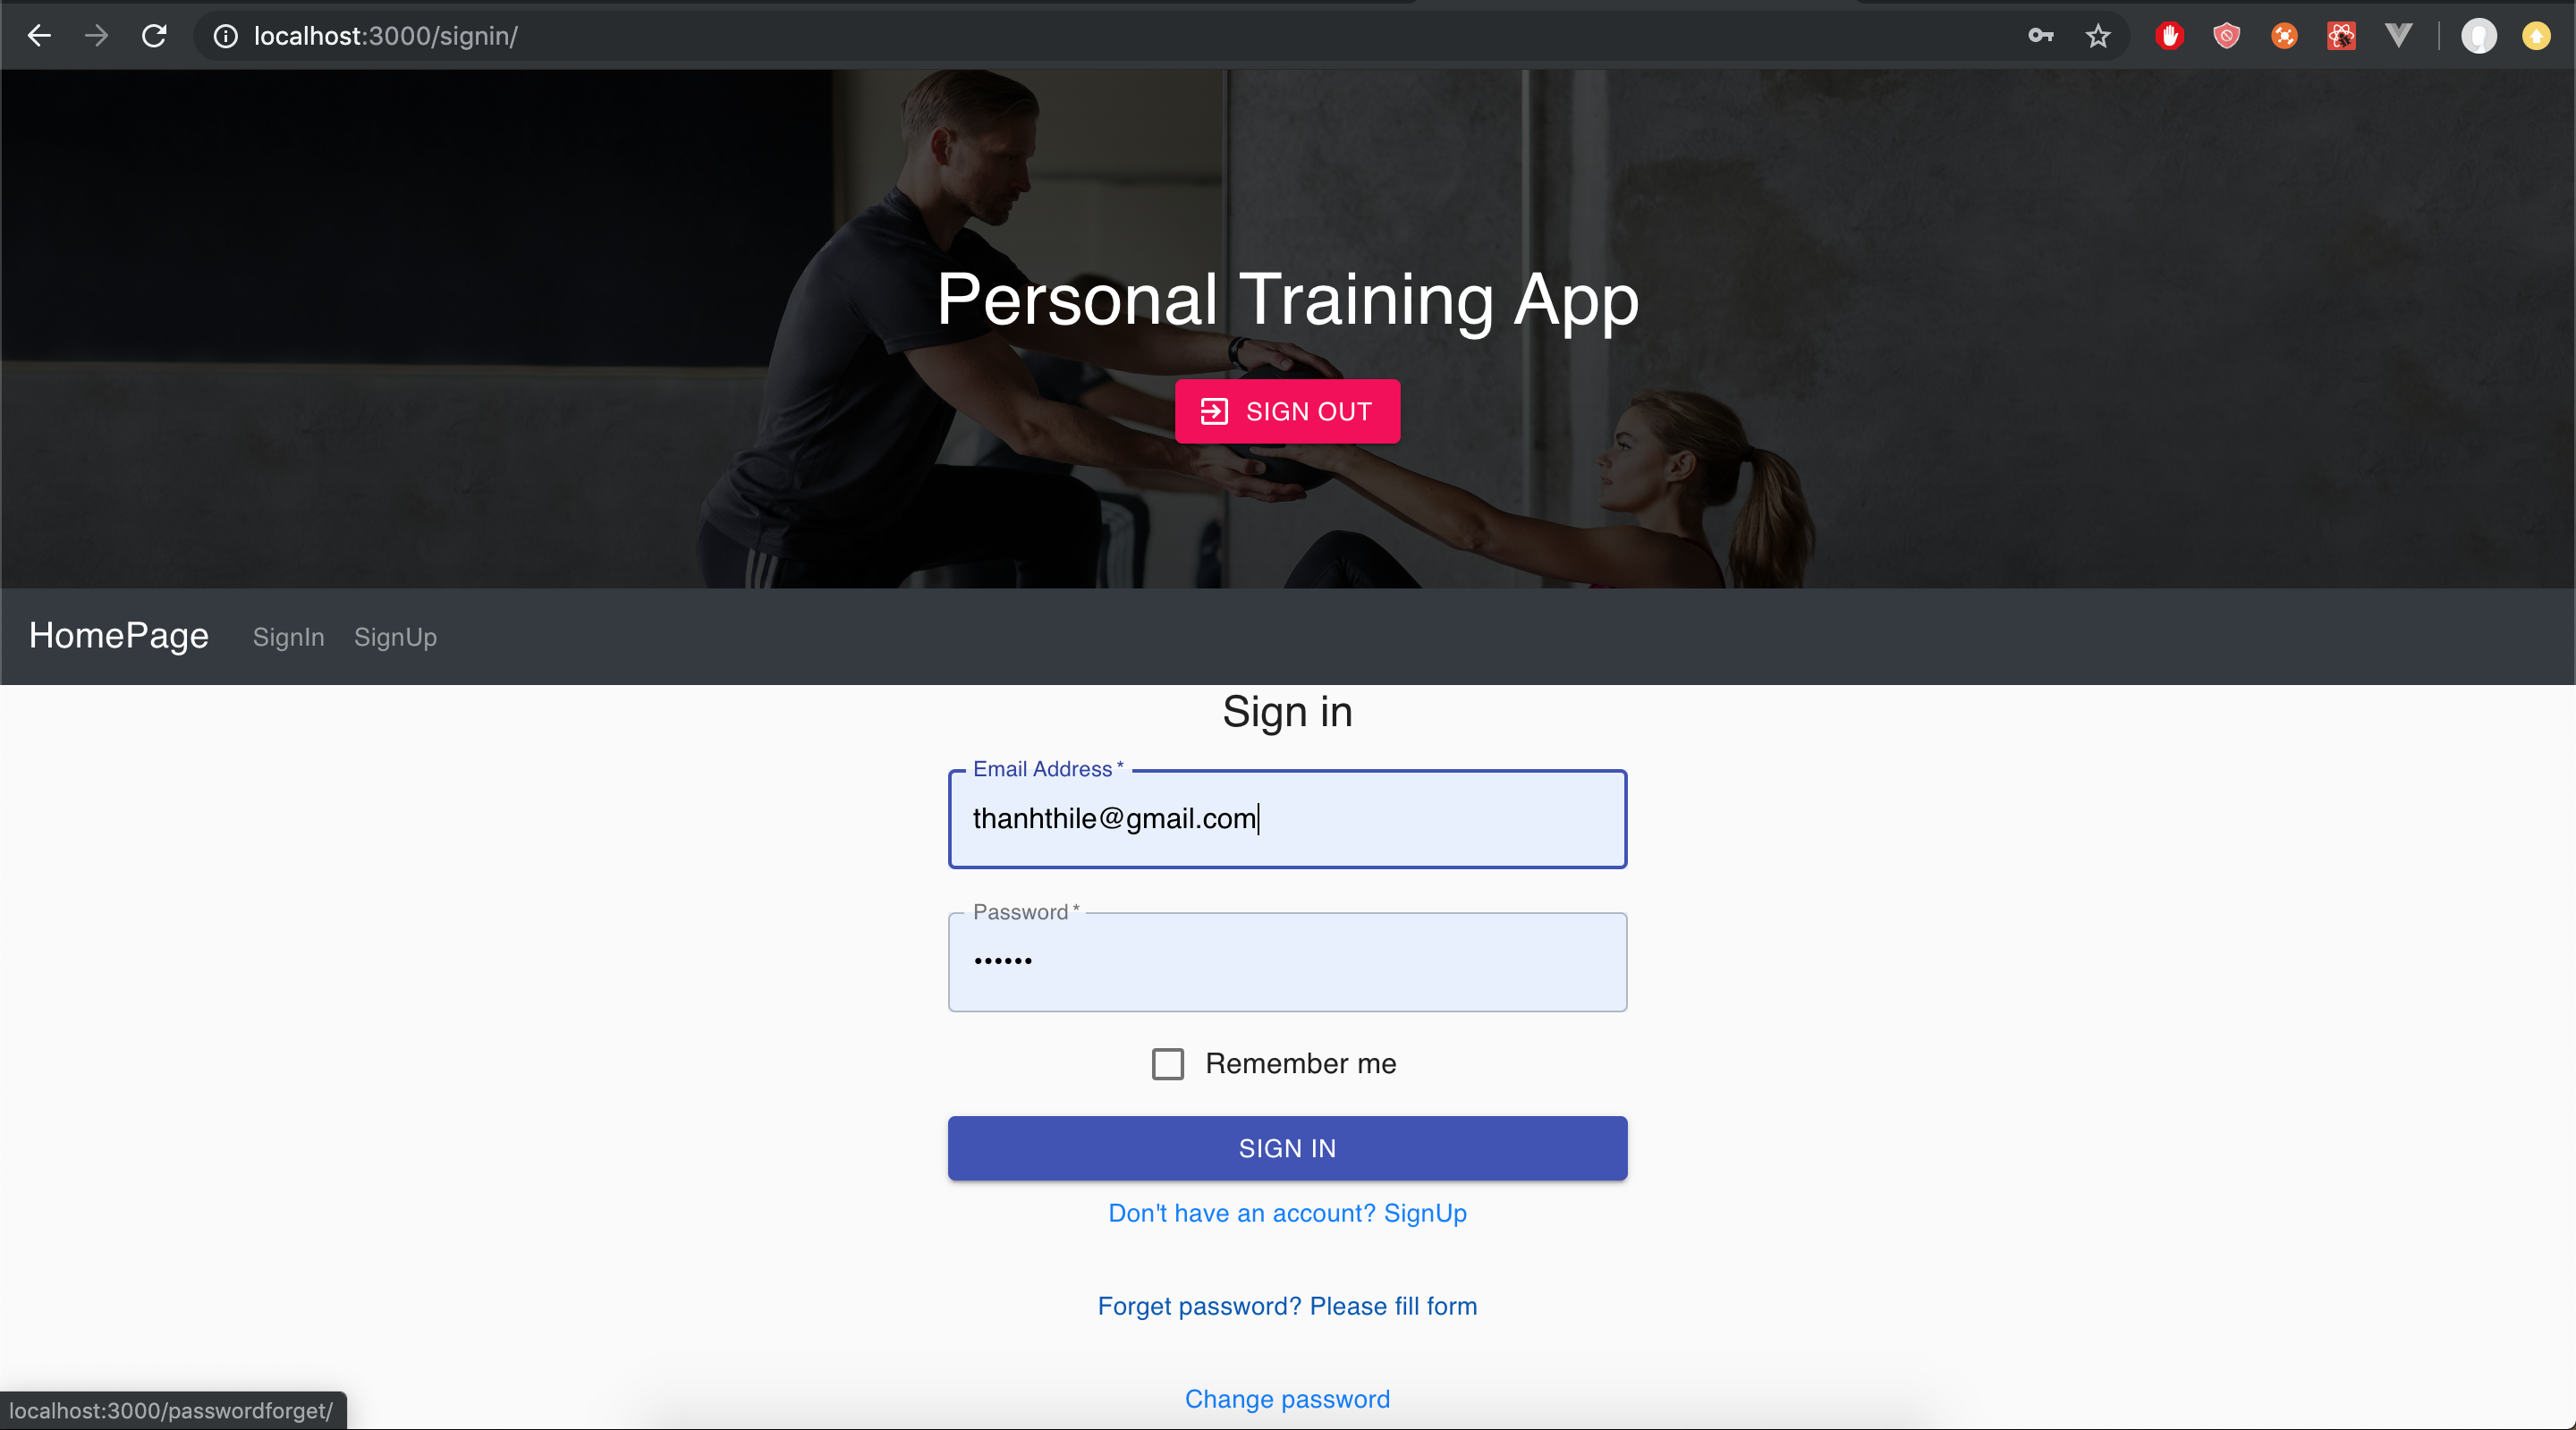 localhost:3000/signin/
Personal Training App
SIGN OUT
HomePage SignIn SignUp
Sign in
Email Address *
thanhthile@gmail.com
Password *
••••••
Remember me
SIGN IN
Don't have an account? SignUp
Forget password? Please fill form
Change password
localhost:3000/passwordforget/